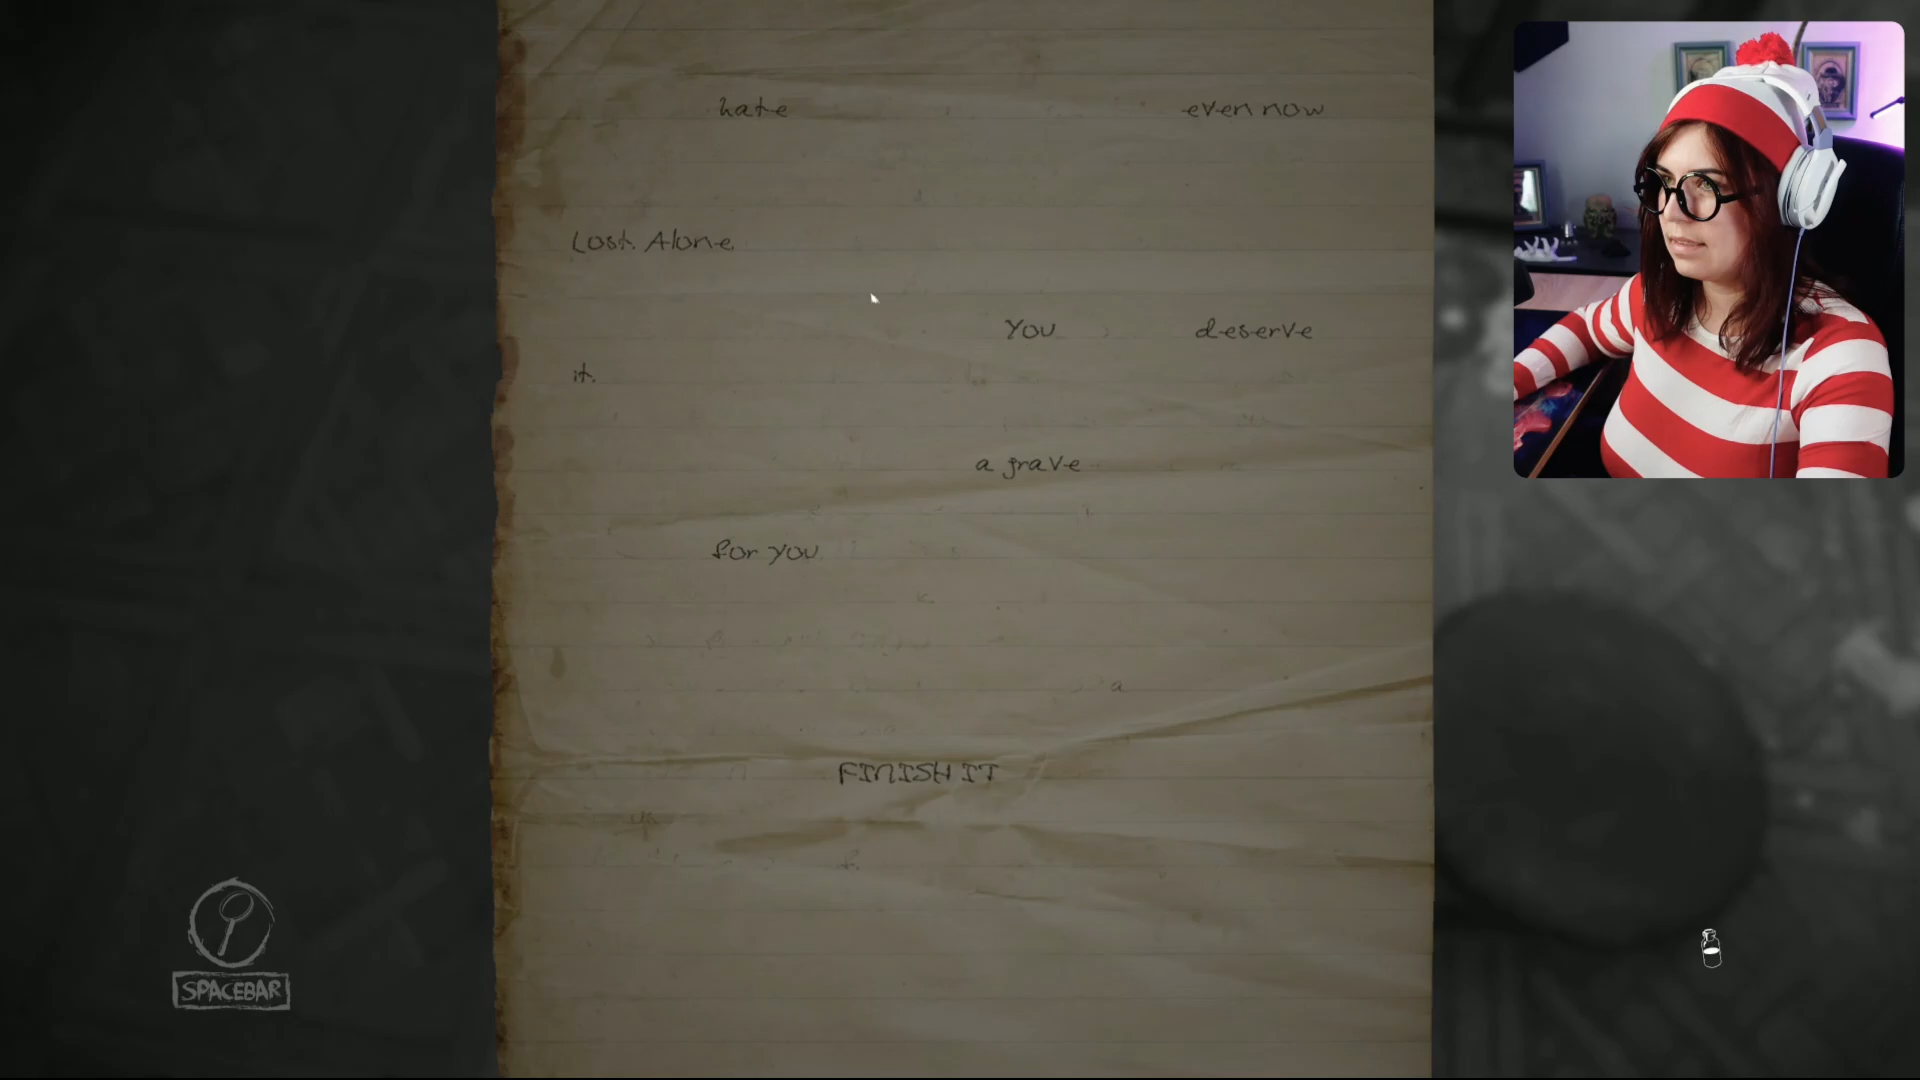 hate even now
Lost. Alone.
You deserve
it.
a grave
for you.
a
FINISH IT
SPACEBAR